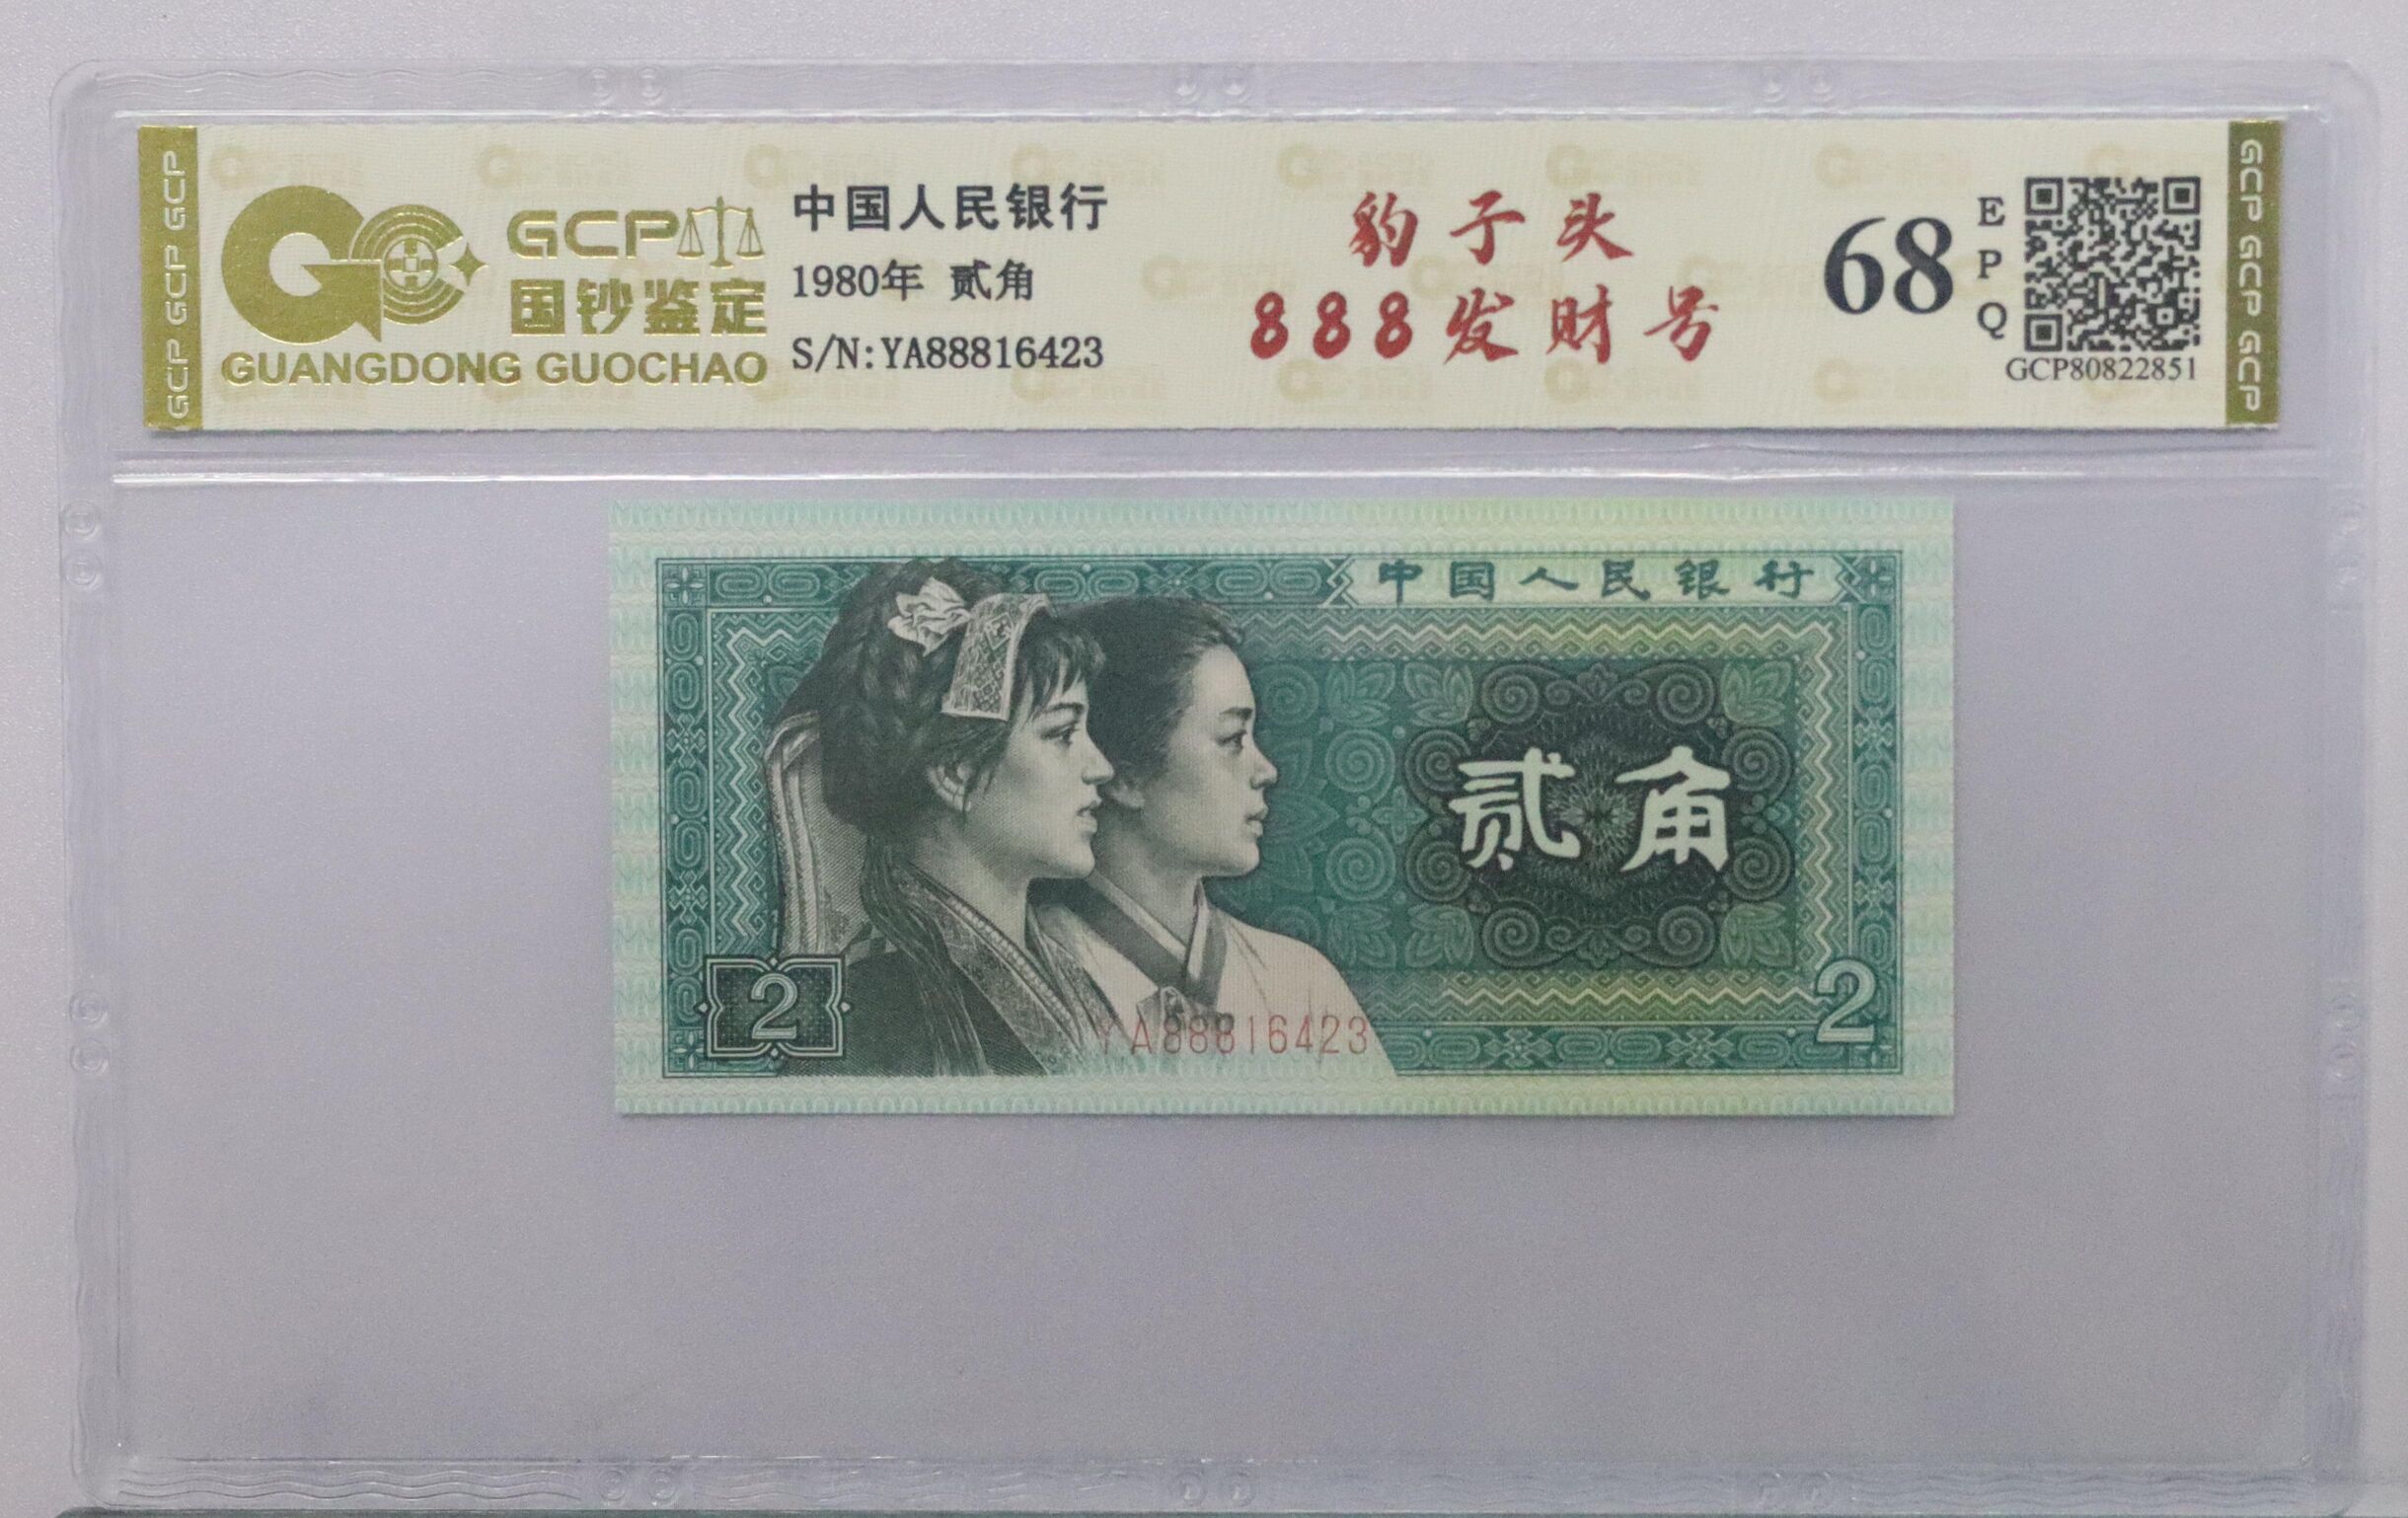 GCP GCP GCP
GCP
国钞鉴定
GUANGDONG GUOCHAO
中国人民银行
1980年 贰角
S/N:YA88816423
豹子头
888发财号
68
E
P
Q
GCP80822851
GCP GCP GCP
中国人民银行
贰角
2
YA88816423
2